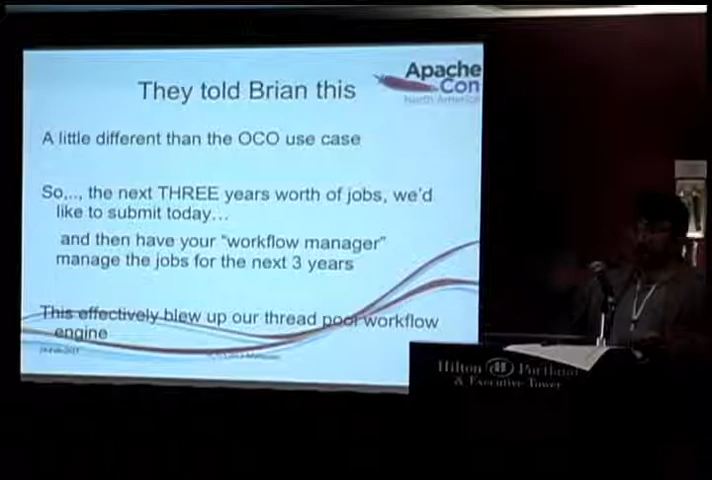 They told Brian this
Apache
Con
North America
A little different than the OCO use case
So,.., the next THREE years worth of jobs, we'd
like to submit today…
and then have your "workflow manager"
manage the jobs for the next 3 years
This effectively blew up our thread pool workflow
engine
Hilton Portland
& Executive Tower